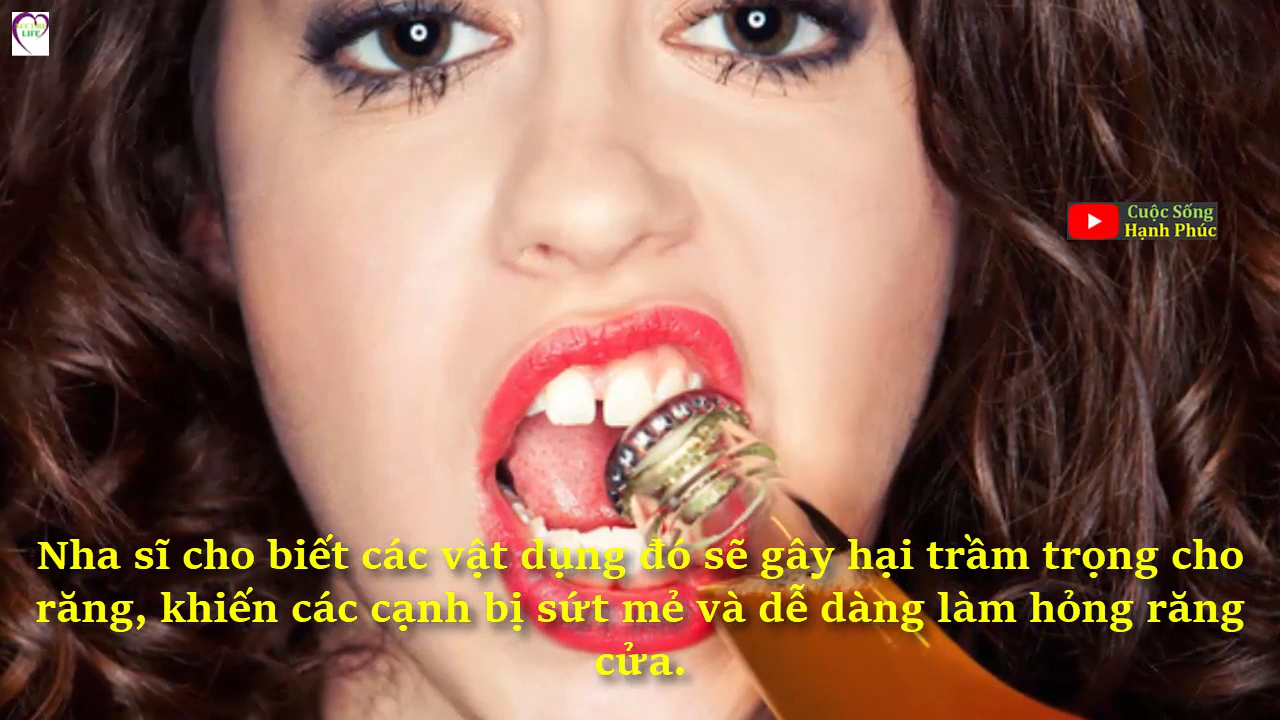 LIFE
Cuộc Sống
Hạnh Phúc
Nha sĩ cho biết các vật dụng đó sẽ gây hại trầm trọng cho
răng, khiến các cạnh bị sứt mẻ và dễ dàng làm hỏng răng
cửa.